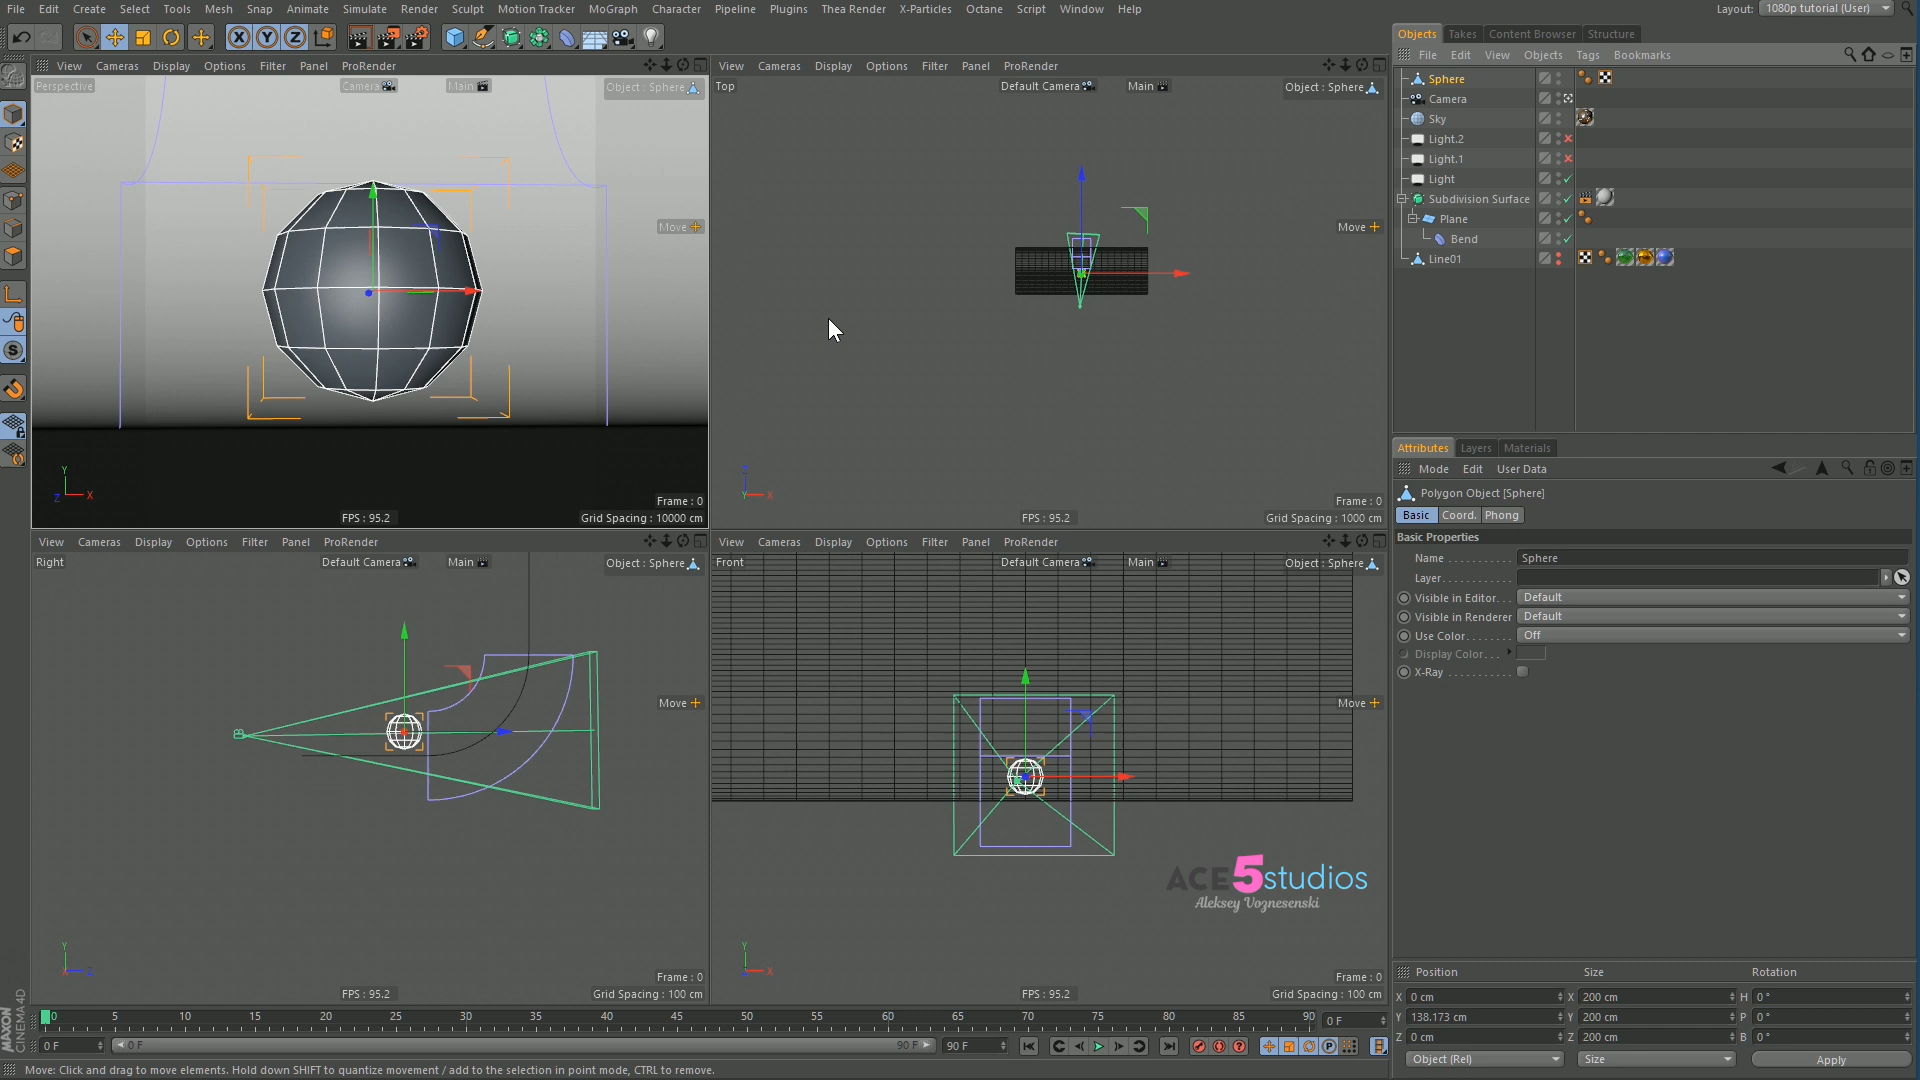 File Edit Create Select Tools Mesh Snap Animate Simulate Render Sculpt Motion Tracker MoGraph Character Pipeline Plugins Thea Render X-Particles Octane Script Window Help
Layout: 1080p tutorial (User)
X Y Z
View Cameras Display Options Filter Panel ProRender
Perspective Camera Main Object : Sphere
Move
Y
Z X
Frame : 0
FPS : 95.2 Grid Spacing : 10000 cm
View Cameras Display Options Filter Panel ProRender
Top Default Camera Main Object : Sphere
Move
Z
Y X
Frame : 0
FPS : 95.2 Grid Spacing : 1000 cm
View Cameras Display Options Filter Panel ProRender
Right Default Camera Main Object : Sphere
Move
Y
X Z
Frame : 0
FPS : 95.2 Grid Spacing : 100 cm
View Cameras Display Options Filter Panel ProRender
Front Default Camera Main Object : Sphere
Move
ACE5studios
Aleksey Voznesenski
Y
X
Frame : 0
FPS : 95.2 Grid Spacing : 100 cm
Objects Takes Content Browser Structure
File Edit View Objects Tags Bookmarks
Sphere
Camera
Sky
Light.2
Light.1
Light
Subdivision Surface
Plane
Bend
Line01
Attributes Layers Materials
Mode Edit User Data
Polygon Object [Sphere]
Basic Coord. Phong
Basic Properties
Name . . . . . . . . . . . Sphere
Layer. . . . . . . . . . . .
Visible in Editor. . . Default
Visible in Renderer Default
Use Color. . . . . . . . Off
Display Color. . .
X-Ray . . . . . . . . . . .
Position Size Rotation
X 0 cm X 200 cm H 0 °
Y 138.173 cm Y 200 cm P 0 °
Z 0 cm Z 200 cm B 0 °
Object (Rel) Size Apply
0 5 10 15 20 25 30 35 40 45 50 55 60 65 70 75 80 85 90 0 F
0 F 0 F 90 F 90 F
MAXON
CINEMA 4D
Move: Click and drag to move elements. Hold down SHIFT to quantize movement / add to the selection in point mode, CTRL to remove.